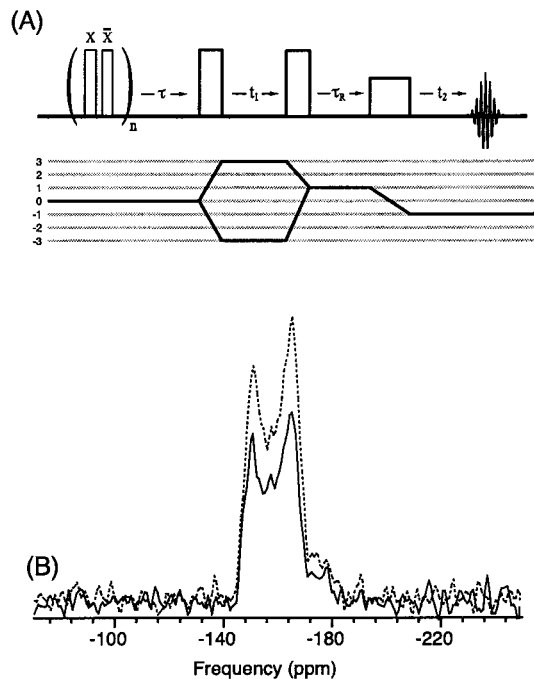 (A)
X X̄
( )n – τ → – t₁ → – τR → – t₂ →
3
2
1
0
-1
-2
-3
(B)
-100 -140 -180 -220
Frequency (ppm)